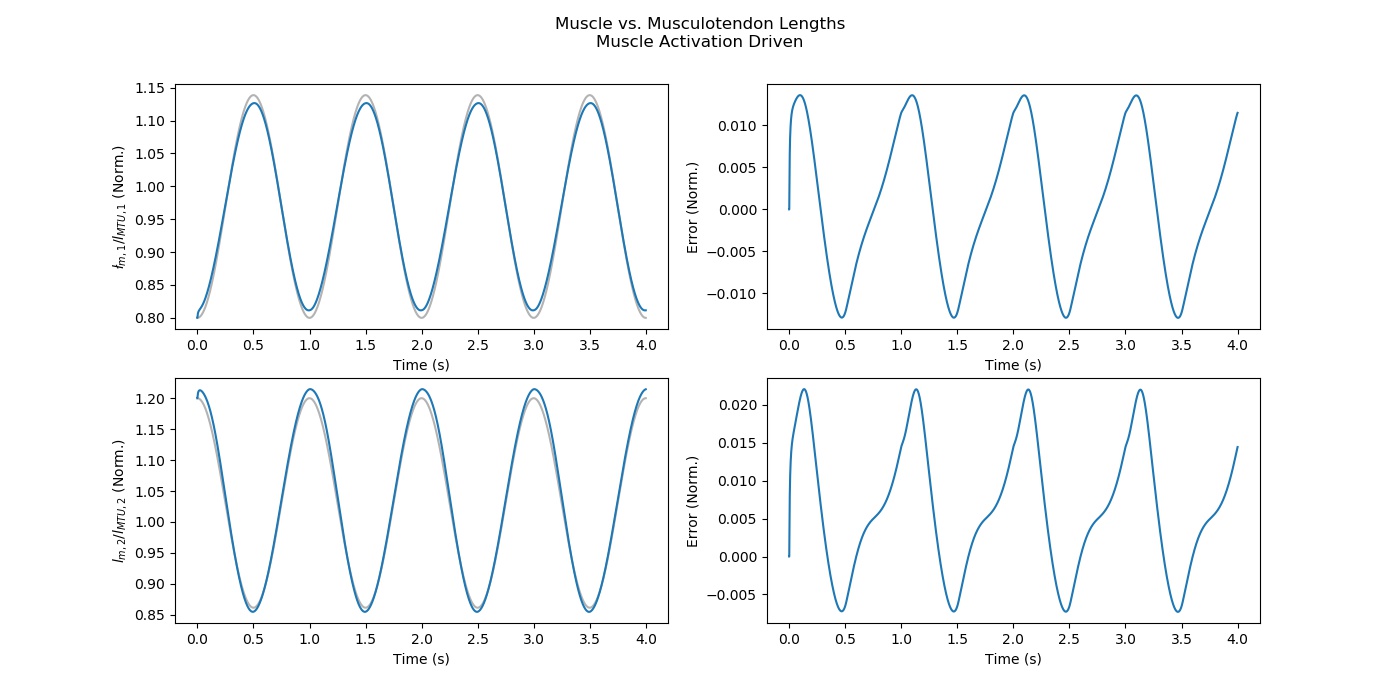 Muscle vs. Musculotendon Lengths
Muscle Activation Driven
1.15
1.10
1.05
1.00
0.95
0.90
0.85
0.80
l_{m,1}/l_{MTU,1} (Norm.)
0.0 0.5 1.0 1.5 2.0 2.5 3.0 3.5 4.0
Time (s)
0.010
0.005
0.000
−0.005
−0.010
Error (Norm.)
0.0 0.5 1.0 1.5 2.0 2.5 3.0 3.5 4.0
Time (s)
1.20
1.15
1.10
1.05
1.00
0.95
0.90
0.85
l_{m,2}/l_{MTU,2} (Norm.)
0.0 0.5 1.0 1.5 2.0 2.5 3.0 3.5 4.0
Time (s)
0.020
0.015
0.010
0.005
0.000
−0.005
Error (Norm.)
0.0 0.5 1.0 1.5 2.0 2.5 3.0 3.5 4.0
Time (s)